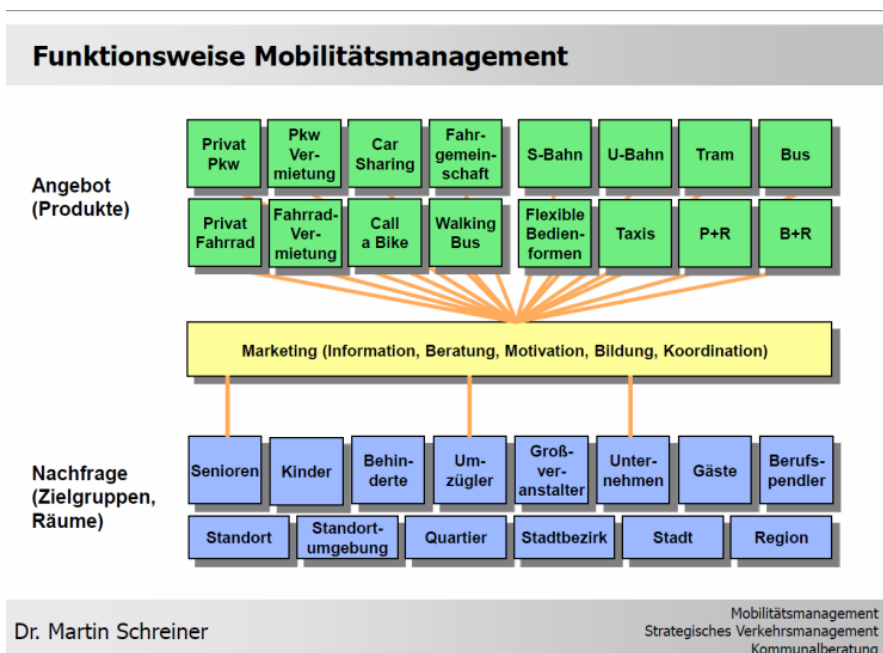 Funktionsweise Mobilitätsmanagement
Angebot
(Produkte)
Privat
Pkw
Pkw
Ver-
mietung
Car
Sharing
Fahr-
gemein-
schaft
S-Bahn
U-Bahn
Tram
Bus
Privat
Fahrrad
Fahrrad-
Ver-
mietung
Call
a Bike
Walking
Bus
Flexible
Bedien-
formen
Taxis
P+R
B+R
Marketing (Information, Beratung, Motivation, Bildung, Koordination)
Nachfrage
(Zielgruppen,
Räume)
Senioren
Kinder
Behin-
derte
Um-
zügler
Groß-
ver-
anstalter
Unter-
nehmen
Gäste
Berufs-
pendler
Standort
Standort-
umgebung
Quartier
Stadtbezirk
Stadt
Region
Dr. Martin Schreiner
Mobilitätsmanagement
Strategisches Verkehrsmanagement
Kommunalberatung